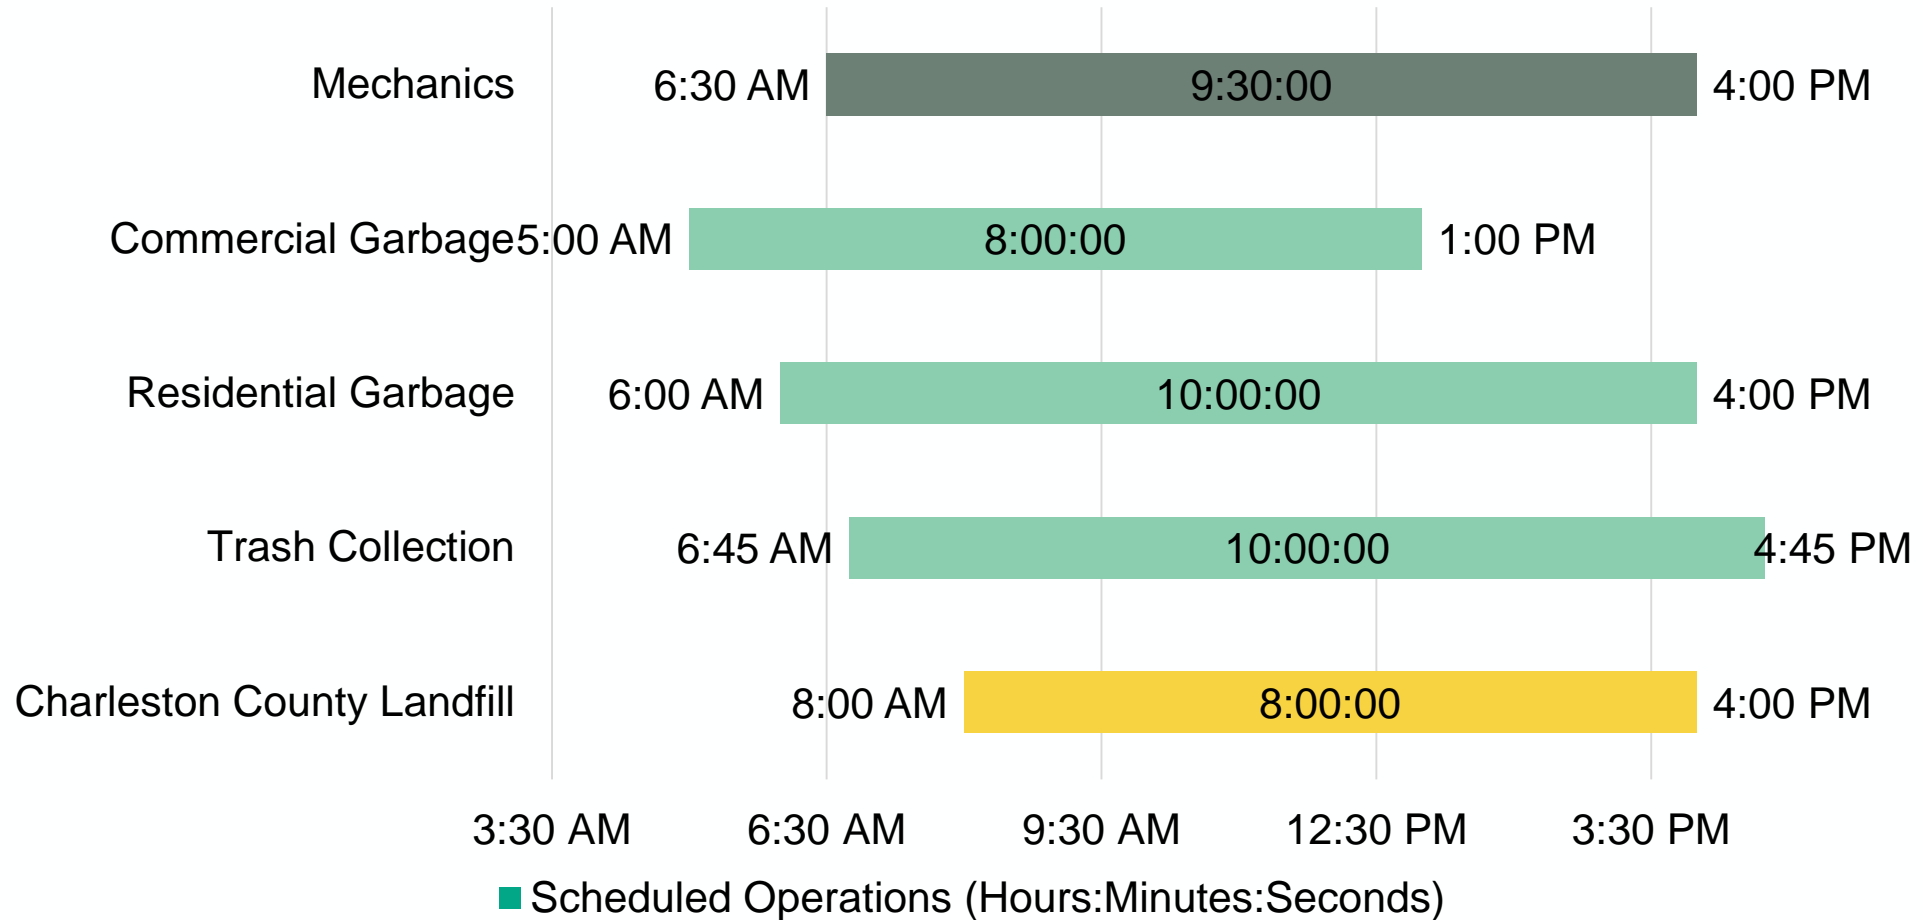 Mechanics 6:30 AM 9:30:00 4:00 PM
Commercial Garbage 5:00 AM 8:00:00 1:00 PM
Residential Garbage 6:00 AM 10:00:00 4:00 PM
Trash Collection 6:45 AM 10:00:00 4:45 PM
Charleston County Landfill 8:00 AM 8:00:00 4:00 PM
3:30 AM 6:30 AM 9:30 AM 12:30 PM 3:30 PM
Scheduled Operations (Hours:Minutes:Seconds)